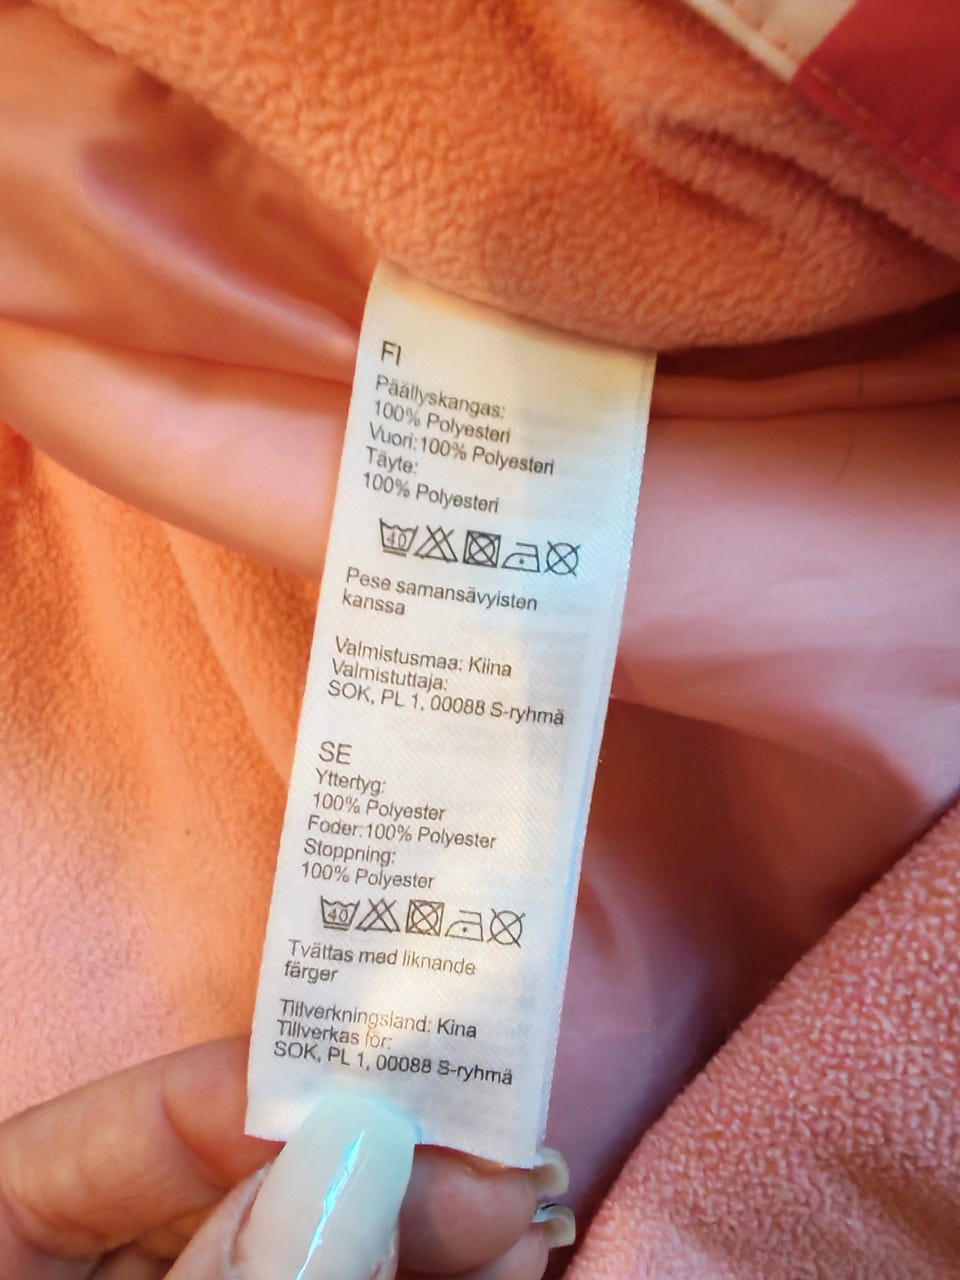 FI
Päällyskangas:
100% Polyesteri
Vuori:100% Polyesteri
Täyte:
100% Polyesteri
40
Pese samansävyisten
kanssa
Valmistusmaa: Kiina
Valmistuttaja:
SOK, PL 1, 00088 S-ryhmä
SE
Yttertyg:
100% Polyester
Foder:100% Polyester
Stoppning:
100% Polyester
40
Tvättas med liknande
färger
Tillverkningsland: Kina
Tillverkas för:
SOK, PL 1, 00088 S-ryhmä